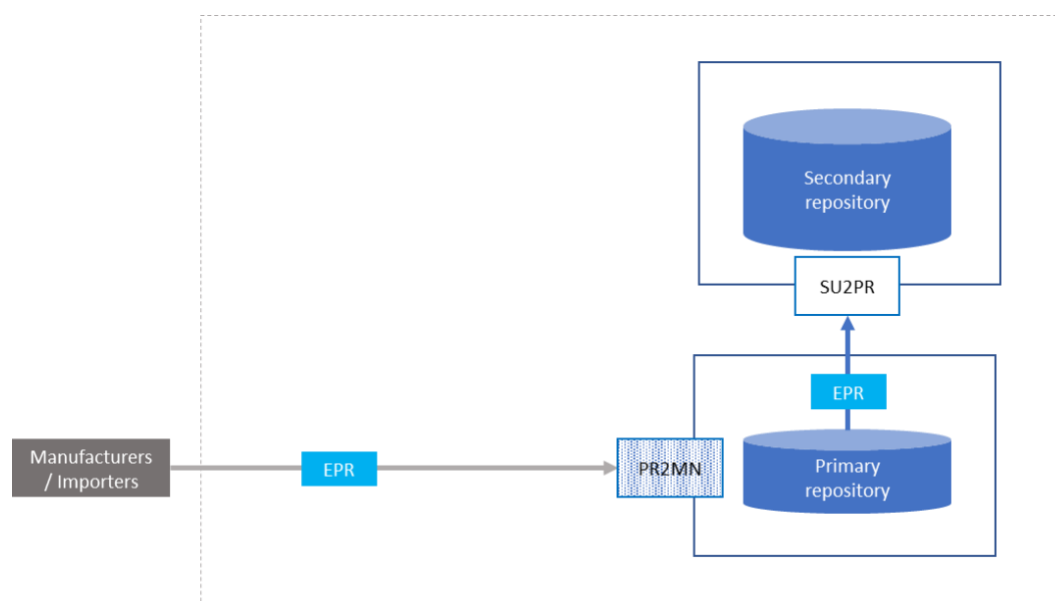 Secondary
repository
SU2PR
EPR
Manufacturers
/ Importers
EPR
PR2MN
Primary
repository